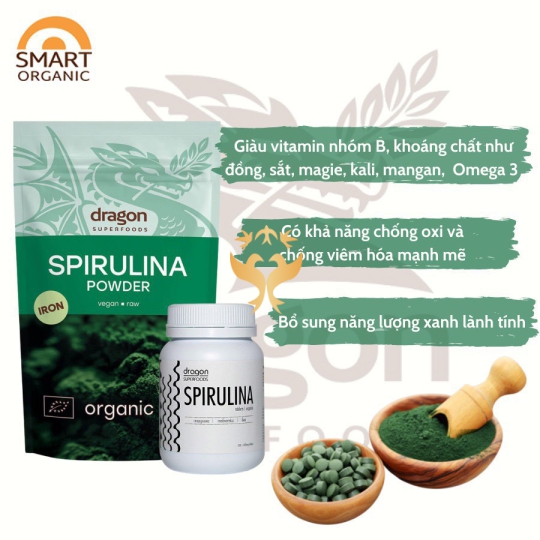 SMART
ORGANIC
Giàu vitamin nhóm B, khoáng chất như
đồng, sắt, magie, kali, mangan, Omega 3
Có khả năng chống oxi và
chống viêm hóa mạnh mẽ
Bổ sung năng lượng xanh lành tính
dragon
SUPERFOODS
SPIRULINA
POWDER
vegan • raw
IRON
organic
dragon
SUPERFOODS
SPIRULINA